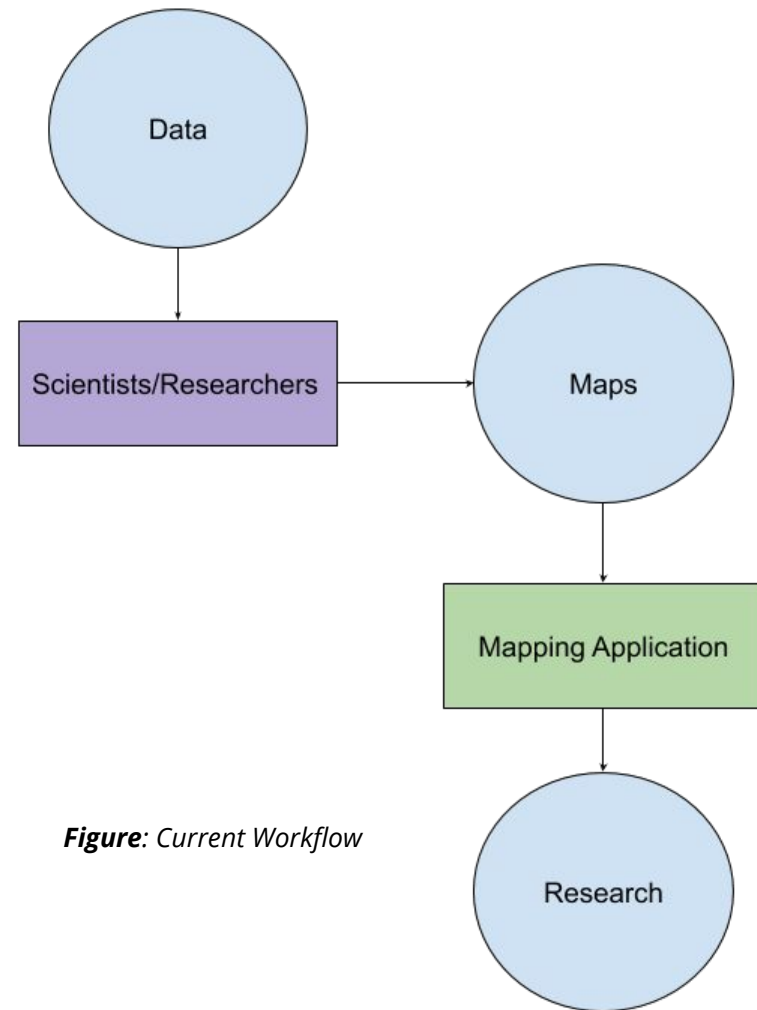 Data
Scientists/Researchers
Maps
Mapping Application
Figure: Current Workflow
Research